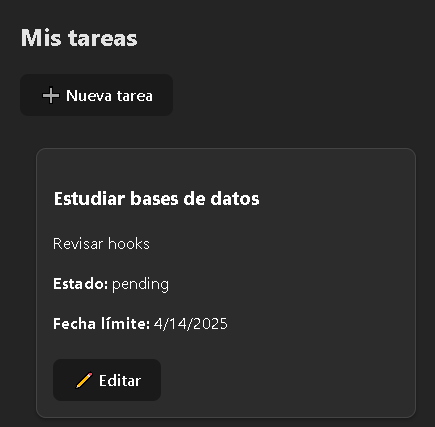 Mis tareas
➕ Nueva tarea
Estudiar bases de datos
Revisar hooks
Estado: pending
Fecha límite: 4/14/2025
✏️ Editar